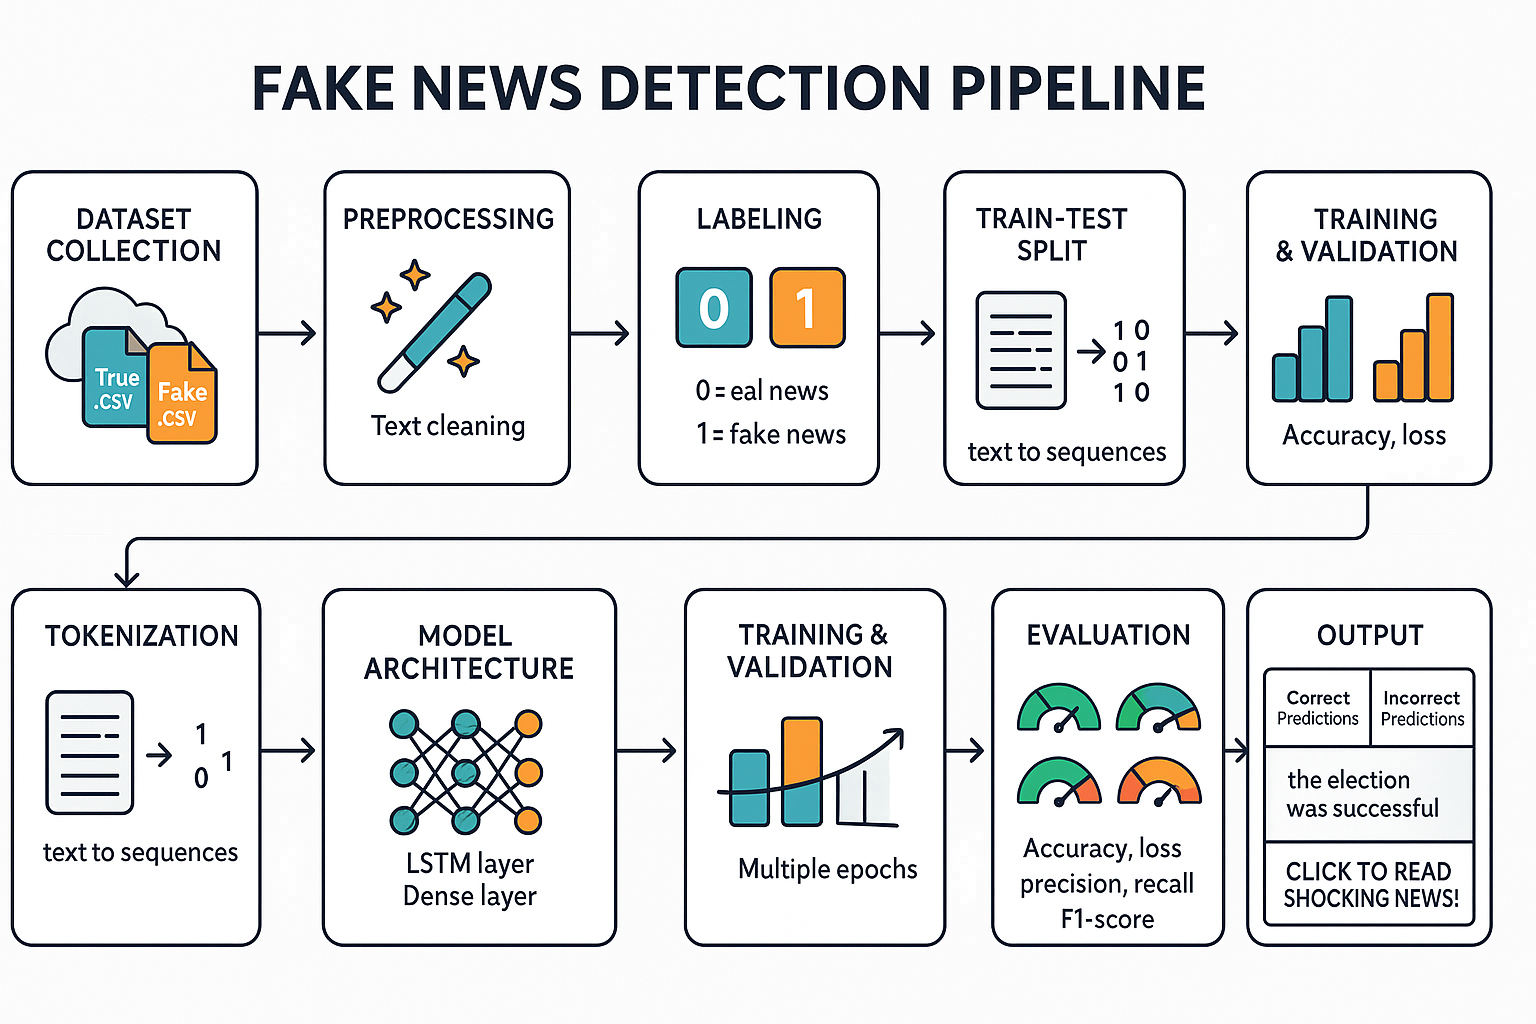 FAKE NEWS DETECTION PIPELINE
DATASET
COLLECTION
True
.CSV
Fake
.CSV
PREPROCESSING
Text cleaning
LABELING
0 1
0 = eal news
1 = fake news
TRAIN-TEST
SPLIT
1 0
0 1
1 0
text to sequences
TRAINING
& VALIDATION
Accuracy, loss
TOKENIZATION
1
1
0
text to sequences
MODEL
ARCHITECTURE
LSTM layer
Dense layer
TRAINING &
VALIDATION
Multiple epochs
EVALUATION
Accuracy, loss
precision, recall
F1-score
OUTPUT
Correct
Predictions
Incorrect
Predictions
the election
was successful
CLICK TO READ
SHOCKING NEWS!